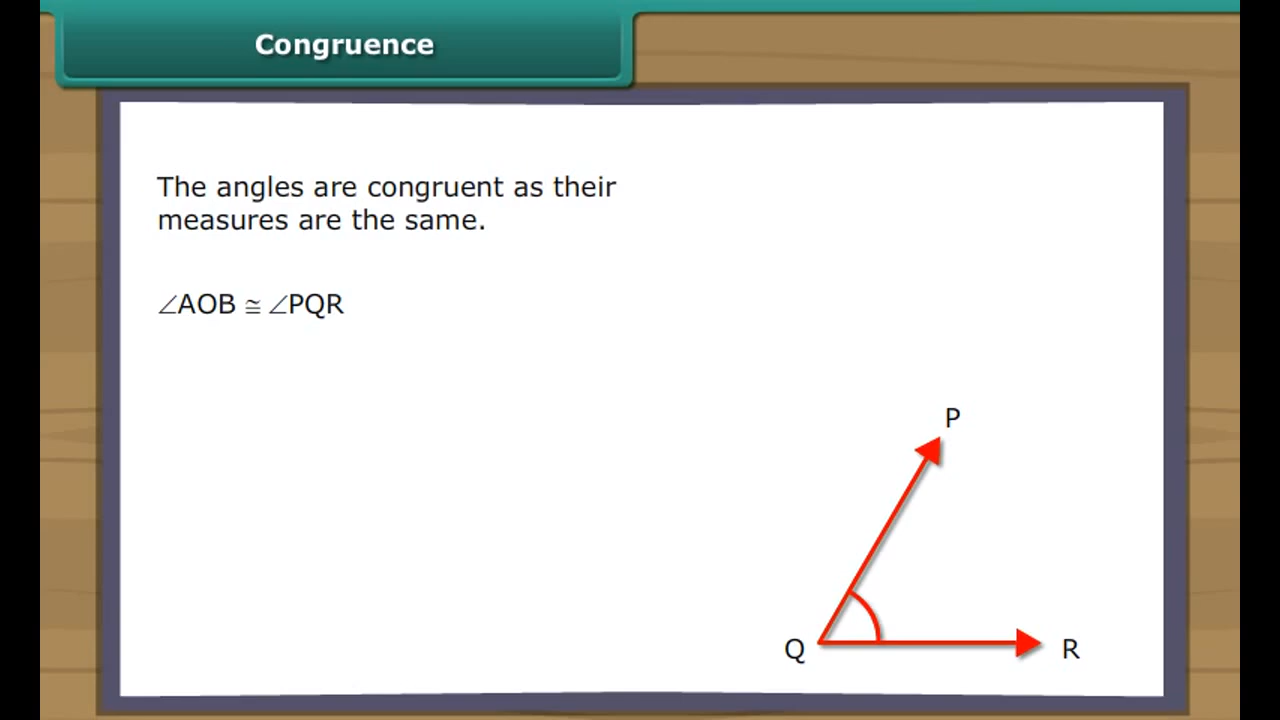 Congruence
The angles are congruent as their
measures are the same.
∠AOB ≅ ∠PQR
P
Q
R